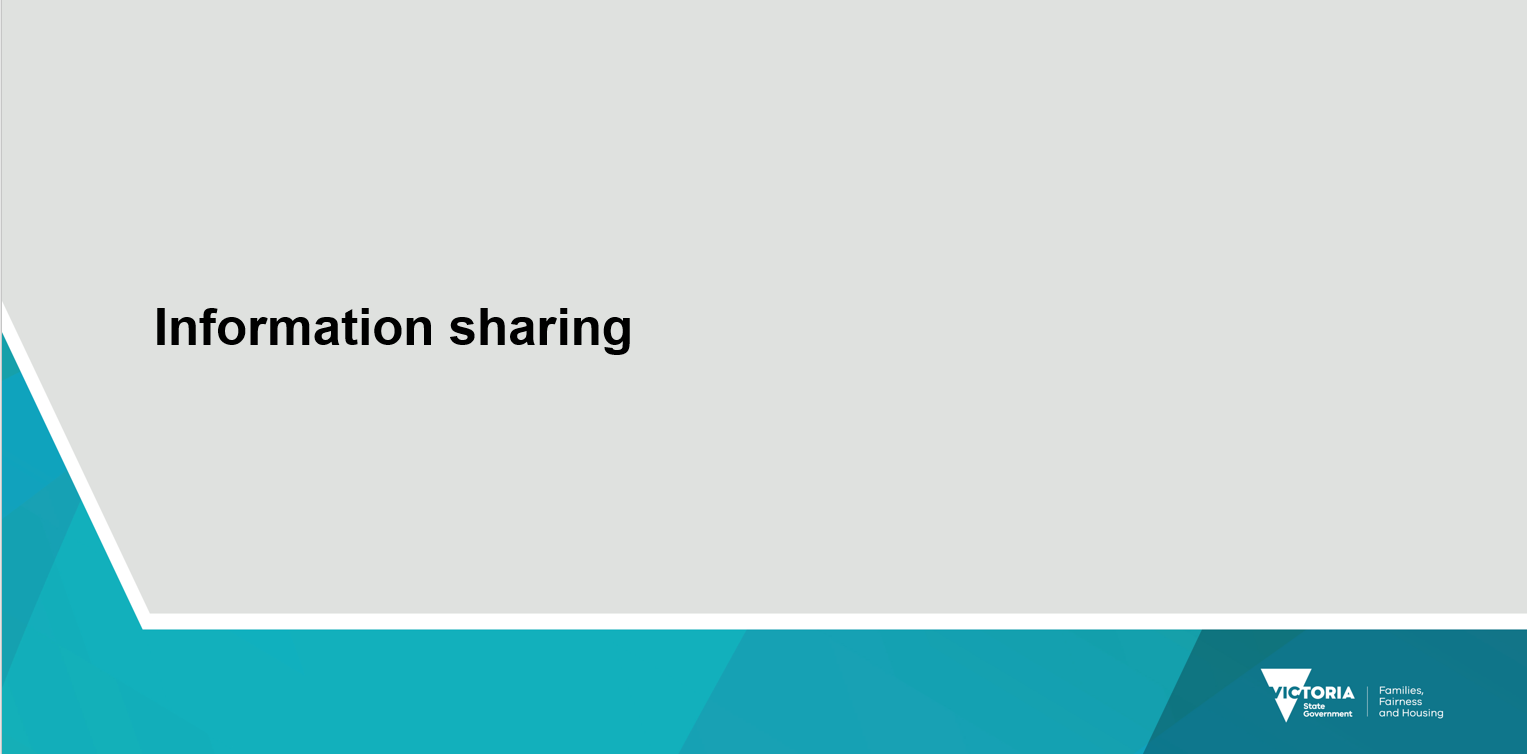 Information sharing
VICTORIA
State
Government
Families,
Fairness
and Housing